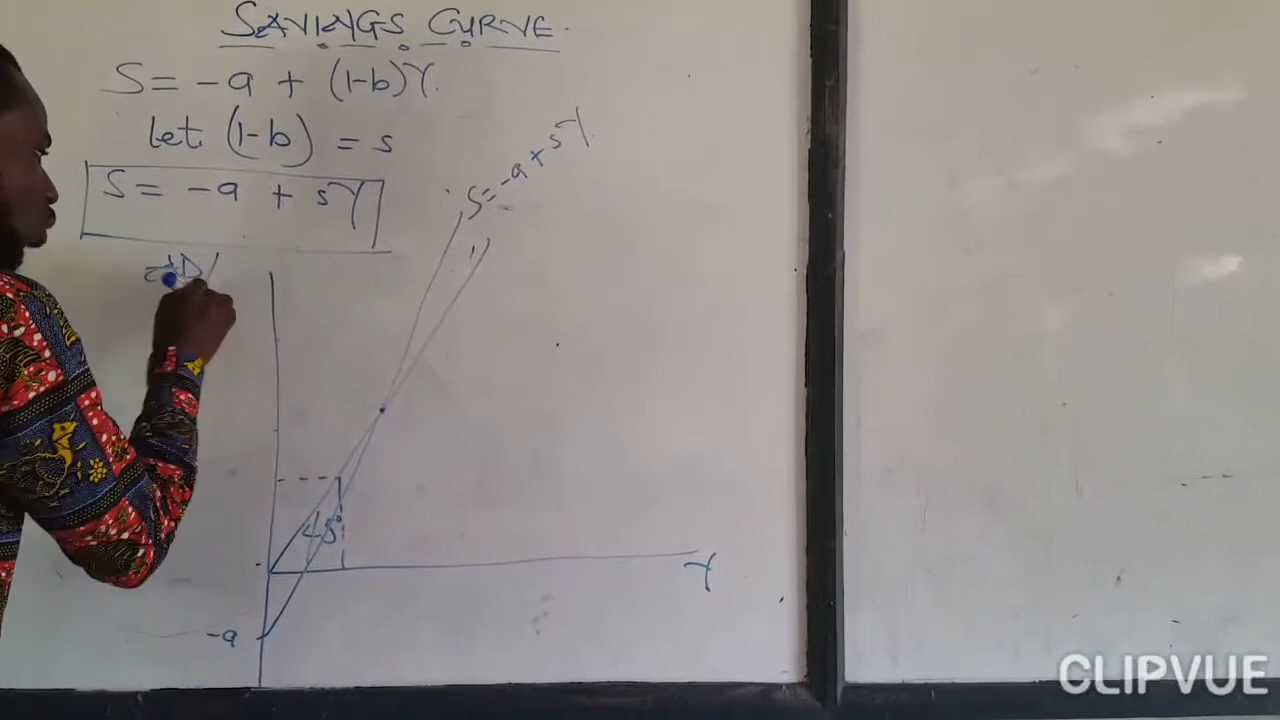 SAVINGS CURVE.
S = -a + (1-b)Y.
let (1-b) = s
S = -a + sY
S = -a + sY.
45°
Y
-a
CLIPVUE